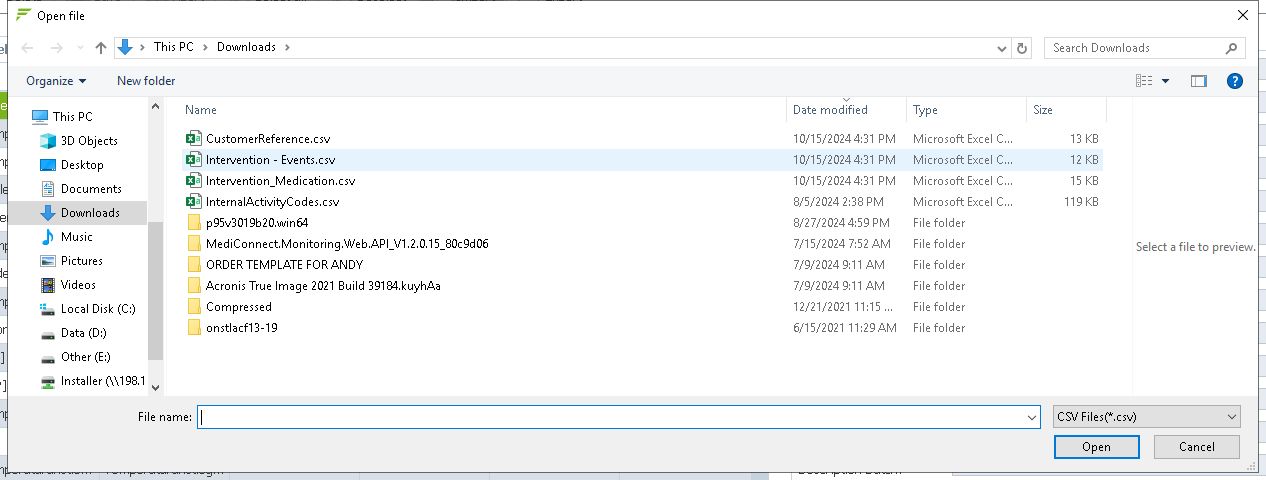 Open file
This PC > Downloads >
Search Downloads
Organize
New folder
Name
Date modified
Type
Size
This PC
3D Objects
Desktop
Documents
Downloads
Music
Pictures
Videos
Local Disk (C:)
Data (D:)
Other (E:)
Installer (\\198.1
CustomerReference.csv 10/15/2024 4:31 PM Microsoft Excel C... 13 KB
Intervention - Events.csv 10/15/2024 4:31 PM Microsoft Excel C... 12 KB
Intervention_Medication.csv 10/15/2024 4:31 PM Microsoft Excel C... 15 KB
InternalActivityCodes.csv 8/5/2024 2:38 PM Microsoft Excel C... 119 KB
p95v3019b20.win64 8/27/2024 4:59 PM File folder
MediConnect.Monitoring.Web.API_V1.2.0.15_80c9d06 7/15/2024 7:52 AM File folder
ORDER TEMPLATE FOR ANDY 7/9/2024 9:11 AM File folder
Acronis True Image 2021 Build 39184.kuyhAa 7/9/2024 9:11 AM File folder
Compressed 12/21/2021 11:15 ... File folder
onstlacf13-19 6/15/2021 11:29 AM File folder
Select a file to preview.
File name:
CSV Files(*.csv)
Open
Cancel